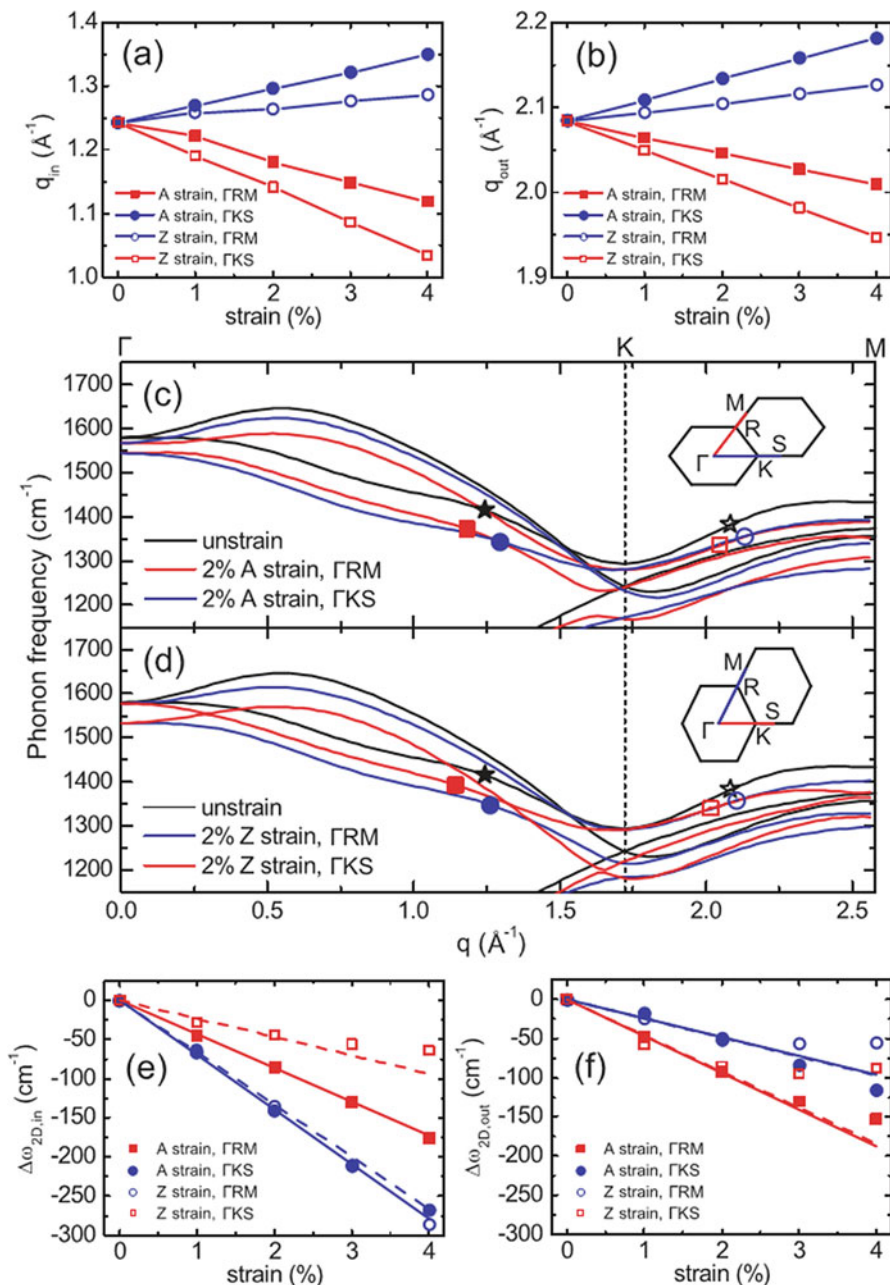 (a)
q_in (Å⁻¹)
1.4
1.3
1.2
1.1
1.0
A strain, ΓRM
A strain, ΓKS
Z strain, ΓRM
Z strain, ΓKS
0 1 2 3 4
strain (%)
(b)
q_out (Å⁻¹)
2.2
2.1
2.0
1.9
A strain, ΓRM
A strain, ΓKS
Z strain, ΓRM
Z strain, ΓKS
0 1 2 3 4
strain (%)
Γ K M
Phonon frequency (cm⁻¹)
(c)
1700
1600
1500
1400
1300
1200
M
R
S
Γ
K
unstrain
2% A strain, ΓRM
2% A strain, ΓKS
(d)
1700
1600
1500
1400
1300
1200
M
R
S
Γ
K
unstrain
2% Z strain, ΓRM
2% Z strain, ΓKS
0.0 0.5 1.0 1.5 2.0 2.5
q (Å⁻¹)
(e)
Δω_2D,in (cm⁻¹)
0
-50
-100
-150
-200
-250
-300
A strain, ΓRM
A strain, ΓKS
Z strain, ΓRM
Z strain, ΓKS
0 1 2 3 4
strain (%)
(f)
Δω_2D,out (cm⁻¹)
0
-50
-100
-150
-200
-250
-300
A strain, ΓRM
A strain, ΓKS
Z strain, ΓRM
Z strain, ΓKS
0 1 2 3 4
strain (%)